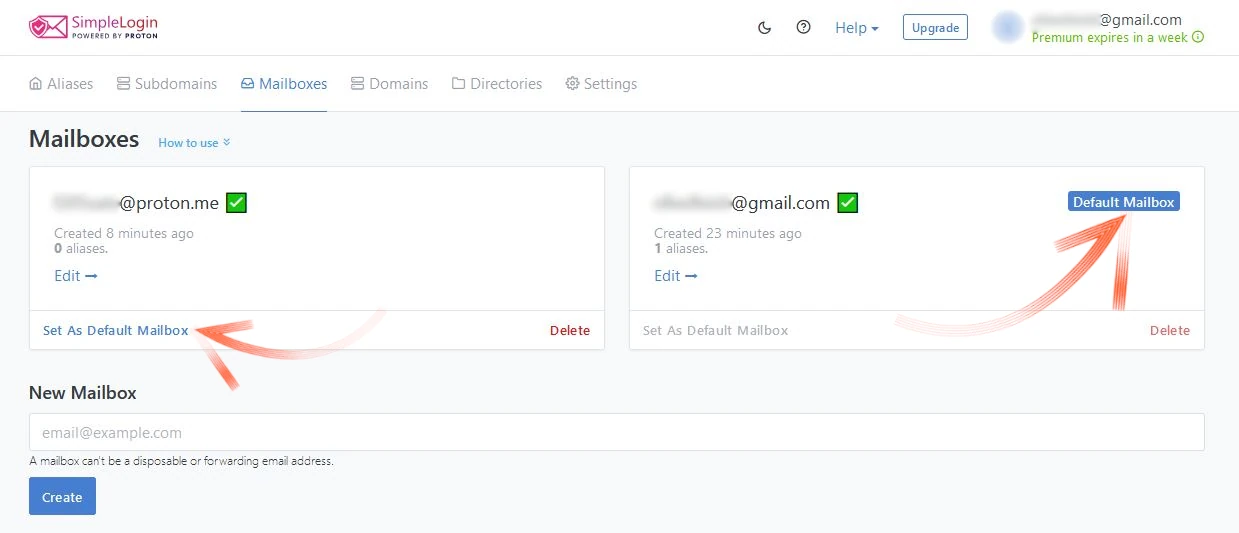 SimpleLogin
POWERED BY PROTON
Help
Upgrade
@gmail.com
Premium expires in a week
Aliases
Subdomains
Mailboxes
Domains
Directories
Settings
Mailboxes
How to use
@proton.me
Created 8 minutes ago
0 aliases.
Edit →
Set As Default Mailbox
Delete
@gmail.com
Default Mailbox
Created 23 minutes ago
1 aliases.
Edit →
Set As Default Mailbox
Delete
New Mailbox
email@example.com
A mailbox can't be a disposable or forwarding email address.
Create